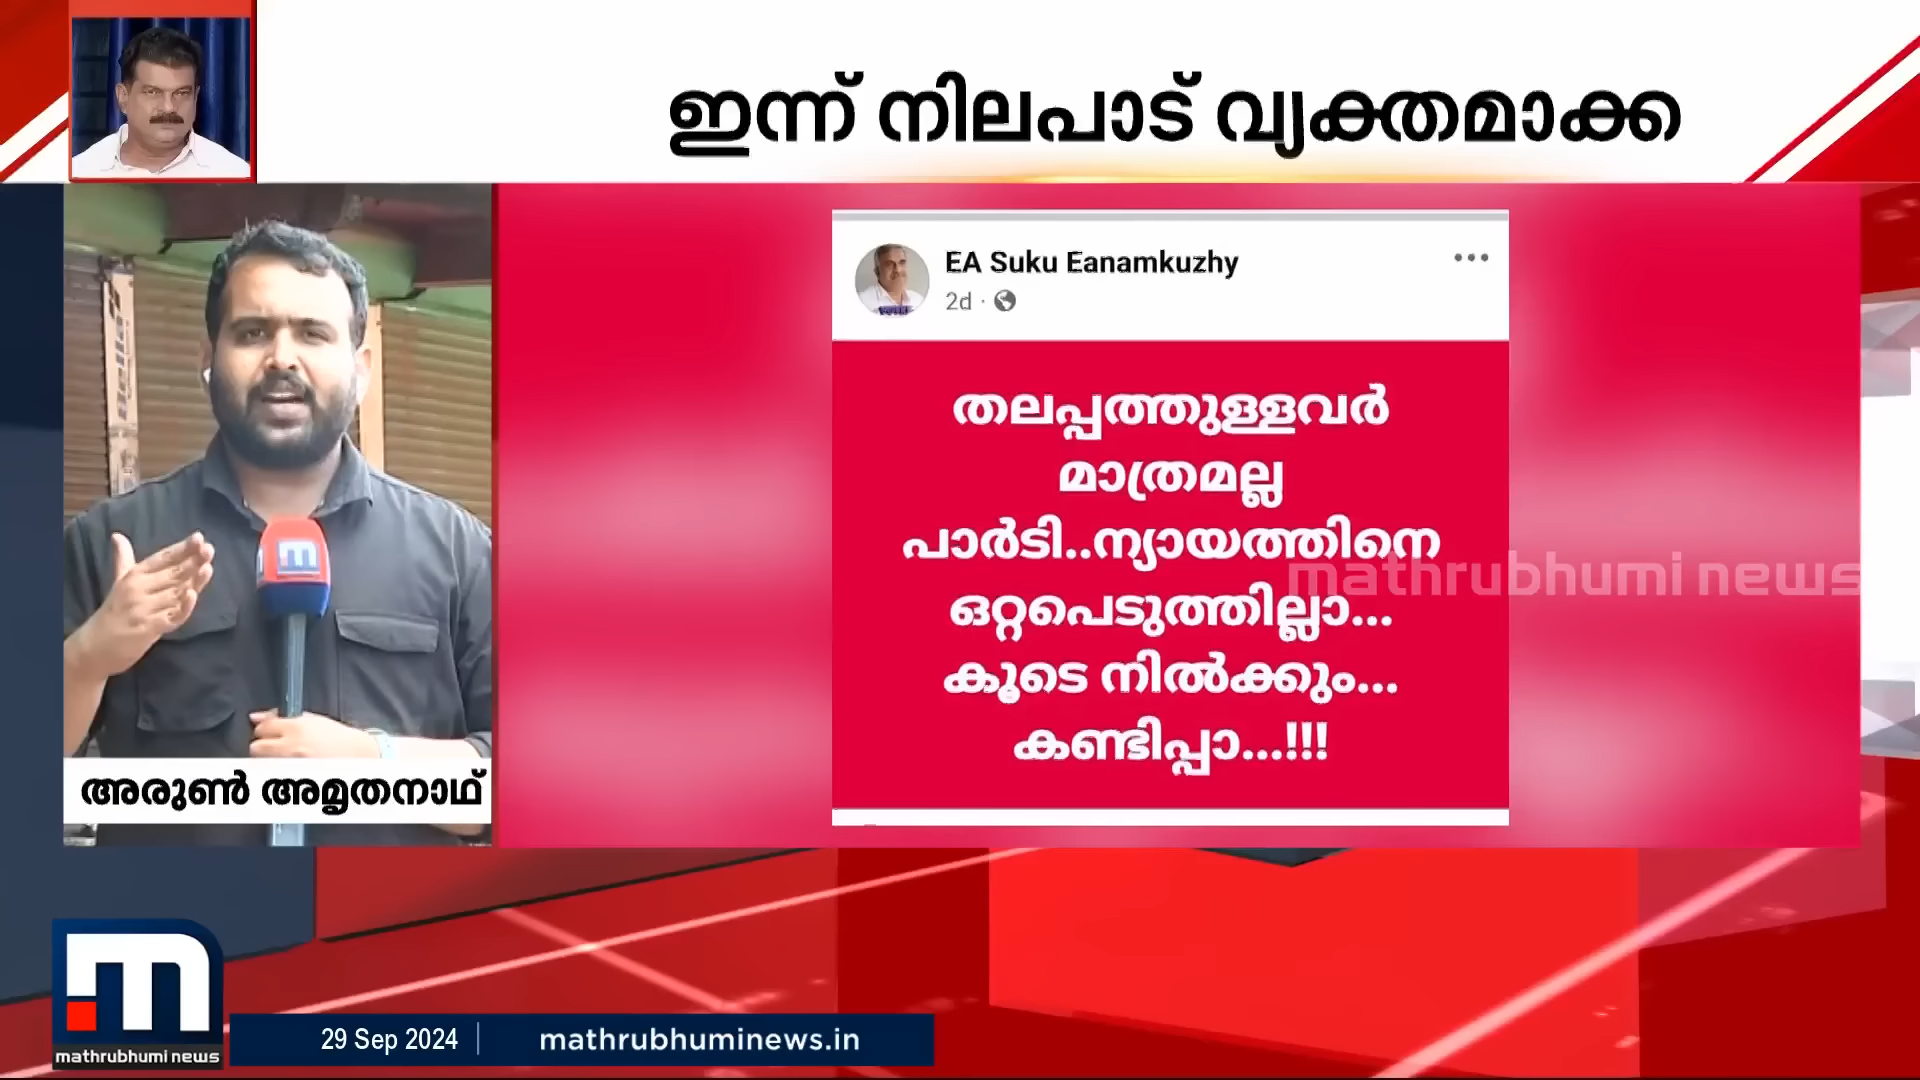 ഇന്ന് നിലപാട് വ്യക്തമാക്ക
EA Suku Eanamkuzhy
2d ·
തലപ്പത്തുള്ളവർ
മാത്രമല്ല
പാർടി..ന്യായത്തിനെ
ഒറ്റപെടുത്തില്ലാ...
കൂടെ നിൽക്കും...
കണ്ടിപ്പാ...!!!
mathrubhumi news
അരുൺ അമൃതനാഥ്
mathrubhumi news
29 Sep 2024
mathrubhuminews.in